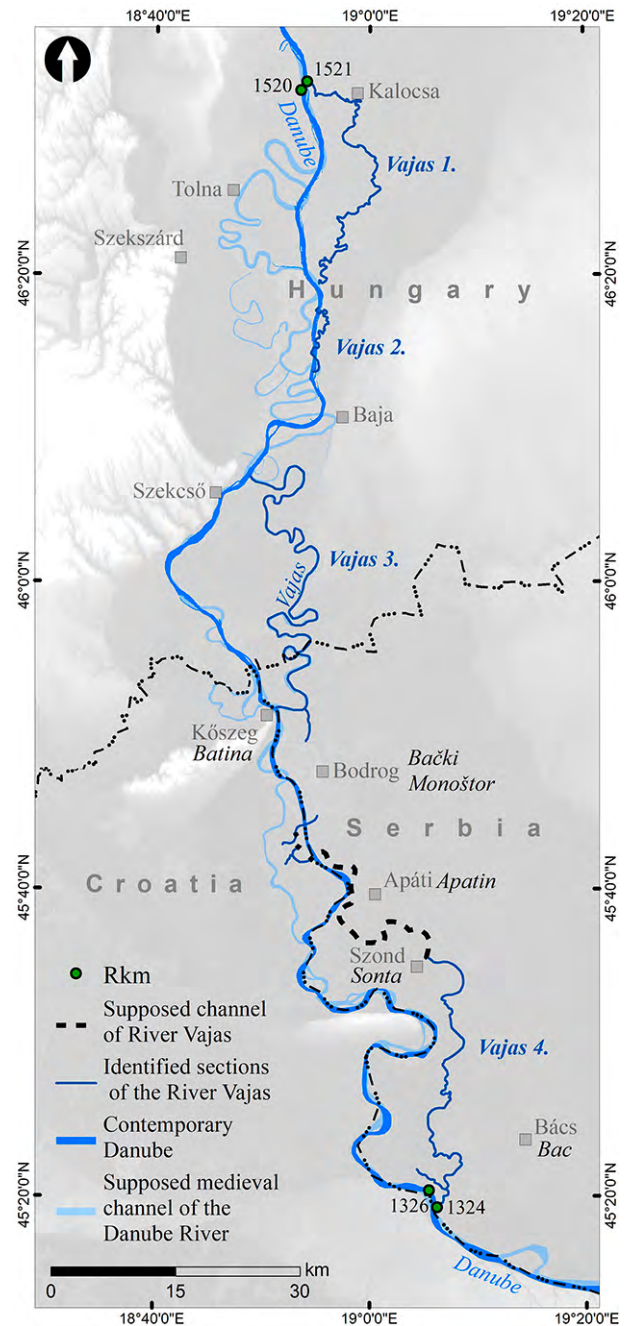 18°40'0"E
19°00'0"E
19°20'0"E
1521
1520
Kalocsa
Danube
Vajas 1.
Tolna
Szekszárd
46°20'0"N
46°20'0"N
Hungary
Vajas 2.
Baja
Szekcső
Vajas 3.
Vajas
46°0'0"N
46°0'0"N
Kőszeg
Batina
Bodrog
Bački
Monoštor
Serbia
Croatia
Apáti Apatin
45°40'0"N
45°40'0"N
Szond
Sonta
Rkm
Supposed channel
of River Vajas
Identified sections
of the River Vajas
Vajas 4.
Contemporary
Danube
Bács
Bac
Supposed medieval
channel of the
Danube River
45°20'0"N
45°20'0"N
1326
1324
Danube
km
0
15
30
18°40'0"E
19°00'0"E
19°20'0"E